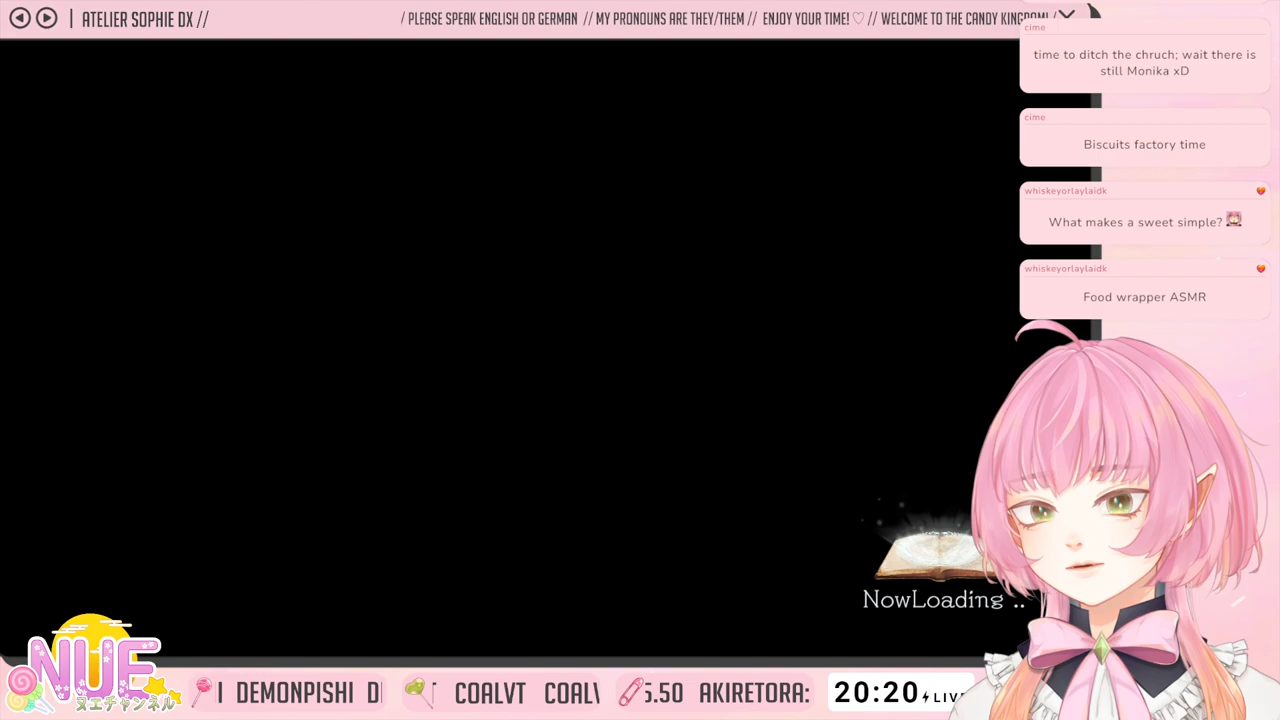 ATELIER SOPHIE DX //
/ PLEASE SPEAK ENGLISH OR GERMAN // MY PRONOUNS ARE THEY/THEM // ENJOY YOUR TIME! ♡ // WELCOME TO THE CANDY KINGDOM! /
cime
time to ditch the chruch; wait there is
still Monika xD
cime
Biscuits factory time
whiskeyorlaylaidk
What makes a sweet simple?
whiskeyorlaylaidk
Food wrapper ASMR
NowLoading ..
NUE
ヌエチャンネル
DEMONPISHI
COALVT COAL
5.50 AKIRETORA:
20:20 LIVE